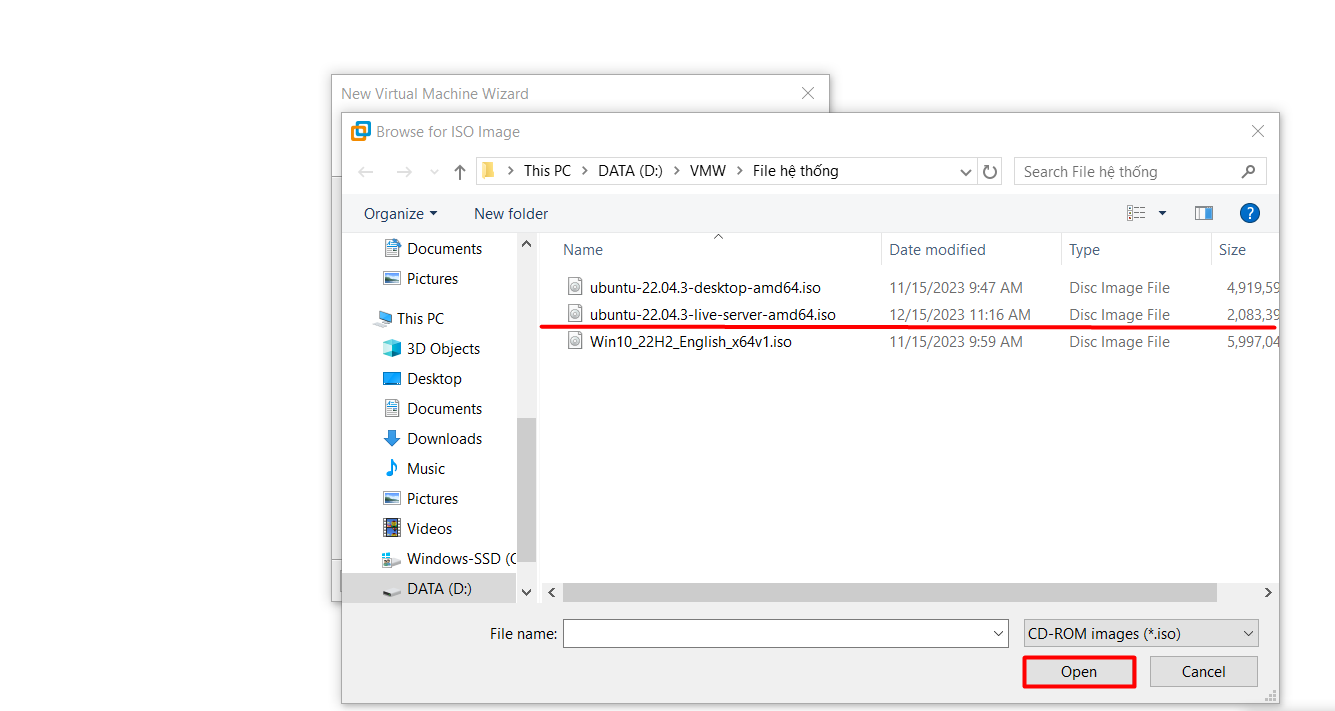 New Virtual Machine Wizard
Browse for ISO Image
This PC > DATA (D:) > VMW > File hệ thống
Search File hệ thống
Organize
New folder
?
Name
Date modified
Type
Size
ubuntu-22.04.3-desktop-amd64.iso 11/15/2023 9:47 AM Disc Image File 4,919,59
ubuntu-22.04.3-live-server-amd64.iso 12/15/2023 11:16 AM Disc Image File 2,083,39
Win10_22H2_English_x64v1.iso 11/15/2023 9:59 AM Disc Image File 5,997,04
Documents
Pictures
This PC
3D Objects
Desktop
Documents
Downloads
Music
Pictures
Videos
Windows-SSD (C
DATA (D:)
File name:
CD-ROM images (*.iso)
Open
Cancel